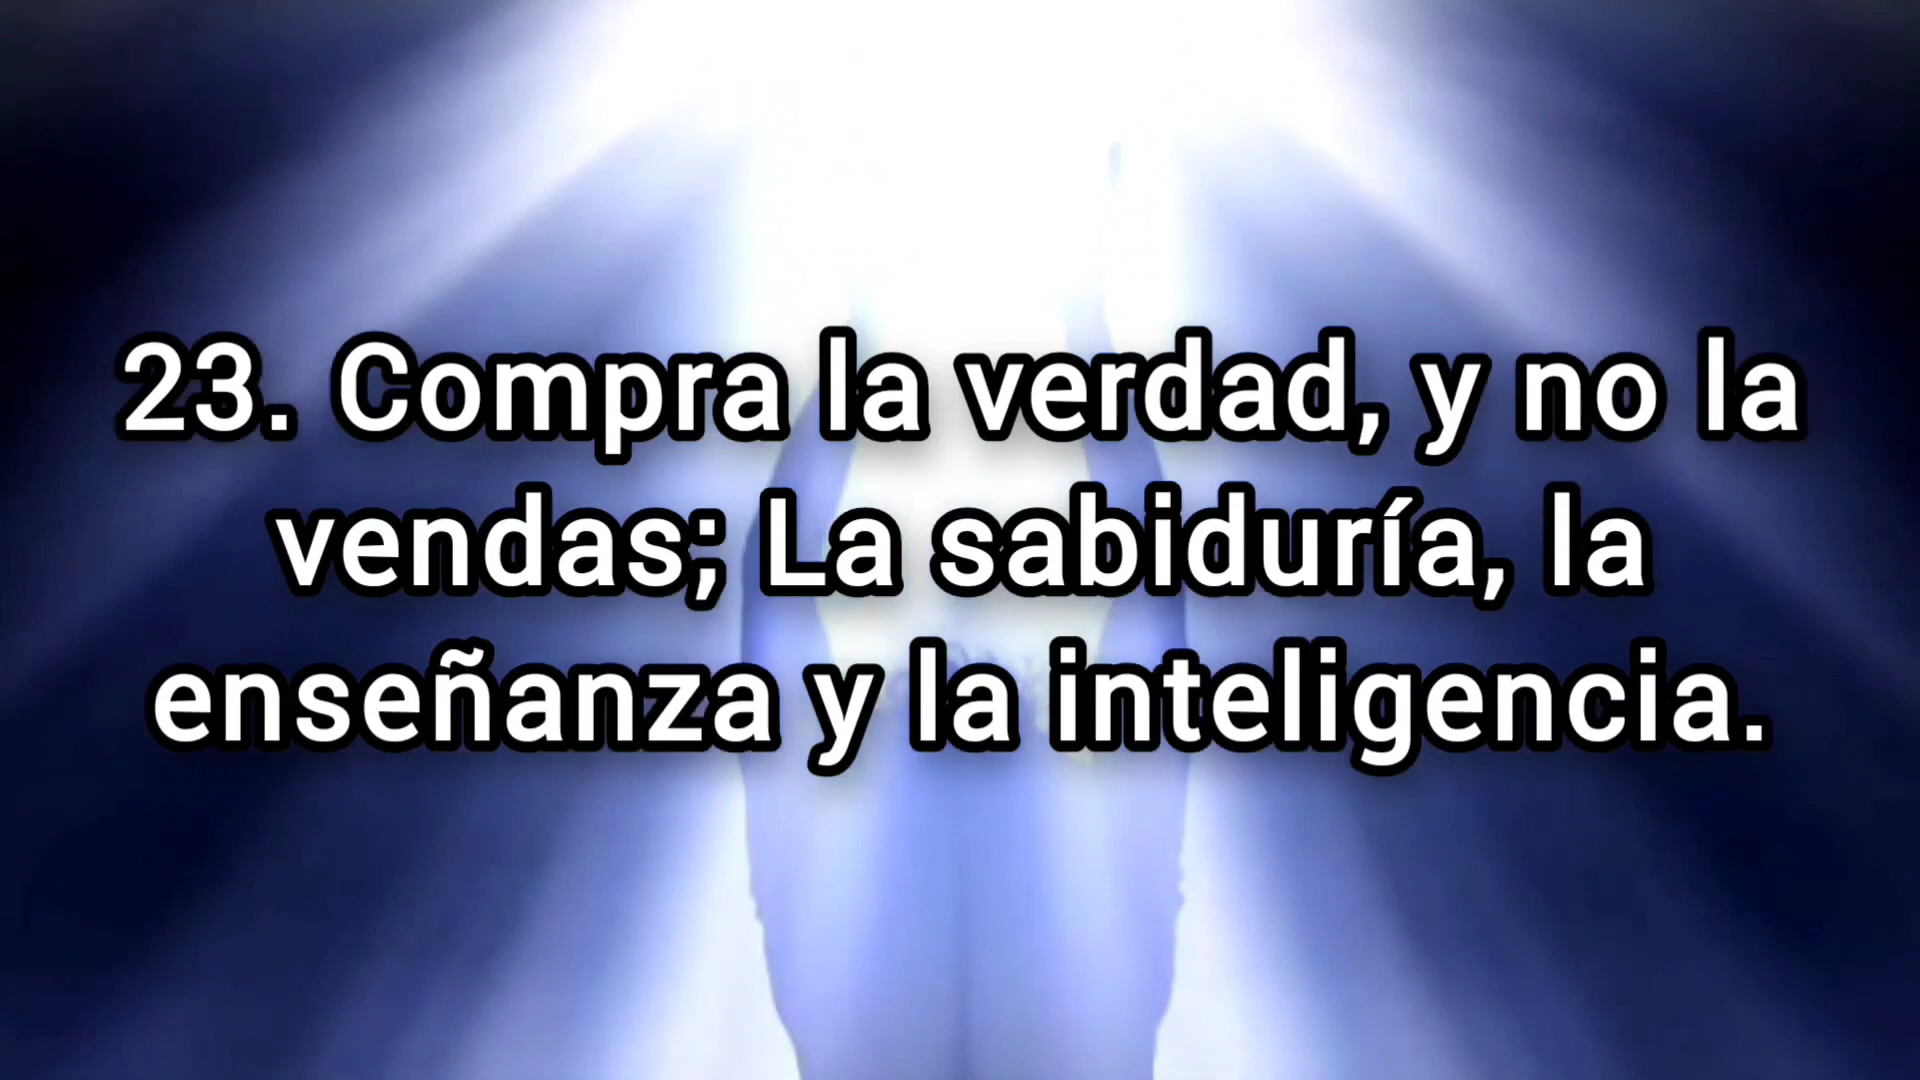 23. Compra la verdad, y no la
vendas; La sabiduría, la
enseñanza y la inteligencia.